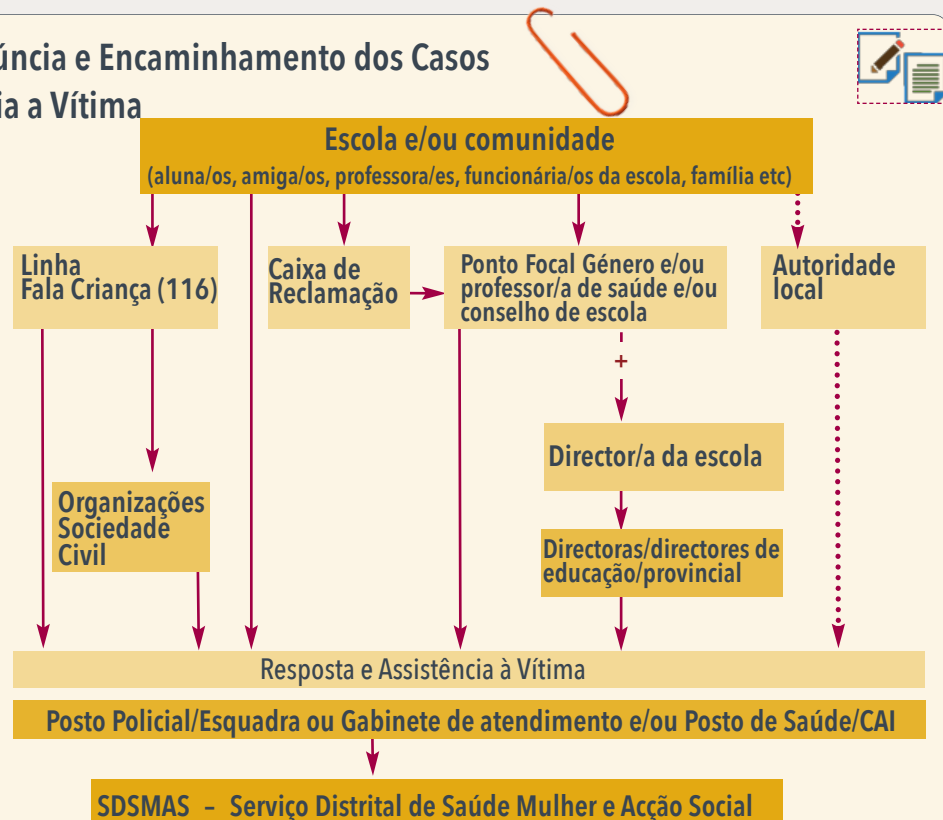 úncia e Encaminhamento dos Casos
ia a Vítima
Escola e/ou comunidade
(aluna/os, amiga/os, professora/es, funcionária/os da escola, família etc)
Linha
Fala Criança (116)
Caixa de
Reclamação
Ponto Focal Género e/ou
professor/a de saúde e/ou
conselho de escola
Autoridade
local
+
Director/a da escola
Organizações
Sociedade
Civil
Directoras/directores de
educação/provincial
Resposta e Assistência à Vítima
Posto Policial/Esquadra ou Gabinete de atendimento e/ou Posto de Saúde/CAI
SDSMAS - Serviço Distrital de Saúde Mulher e Acção Social